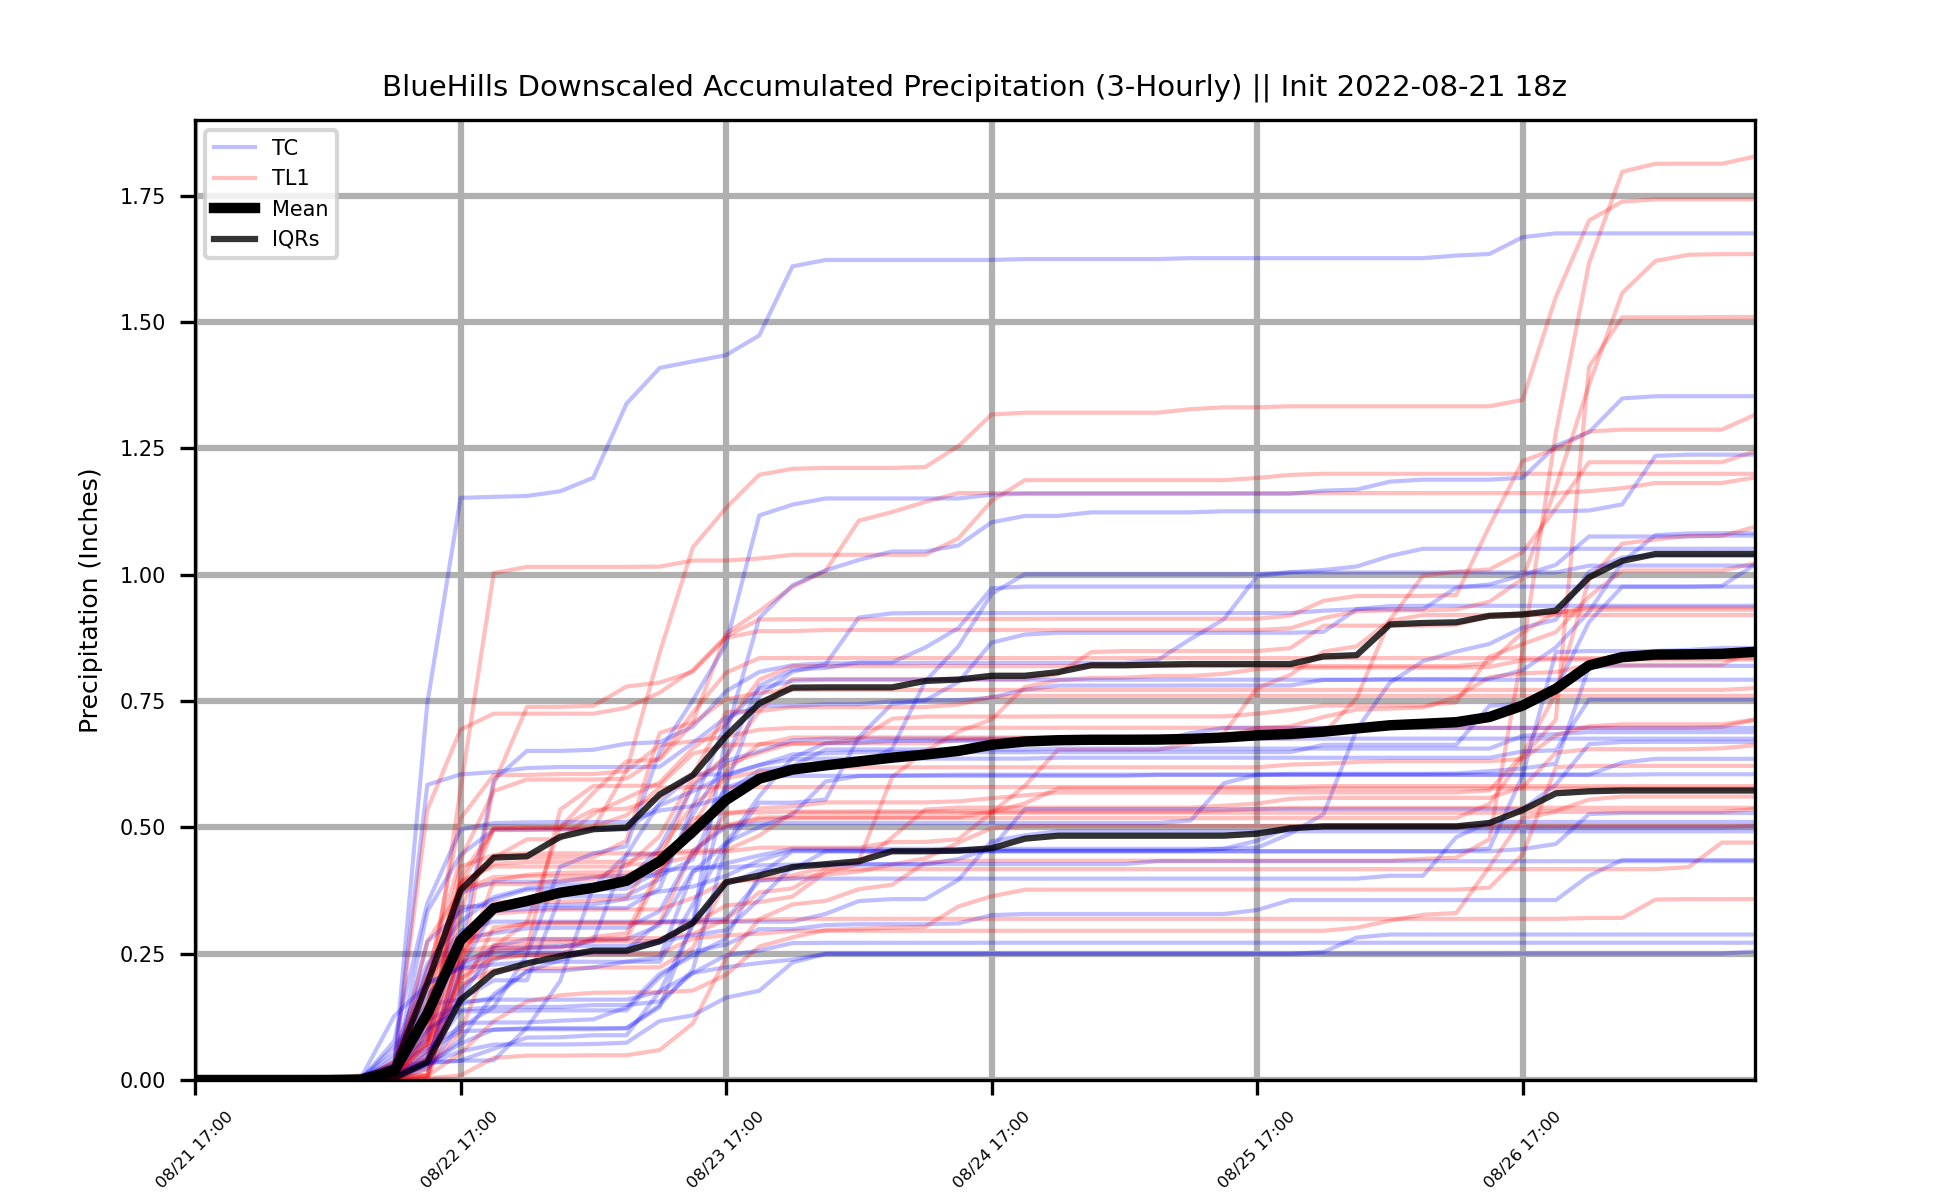 BlueHills Downscaled Accumulated Precipitation (3-Hourly) || Init 2022-08-21 18z
TC
TL1
Mean
IQRs
Precipitation (Inches)
1.75
1.50
1.25
1.00
0.75
0.50
0.25
0.00
08/21 17:00
08/22 17:00
08/23 17:00
08/24 17:00
08/25 17:00
08/26 17:00